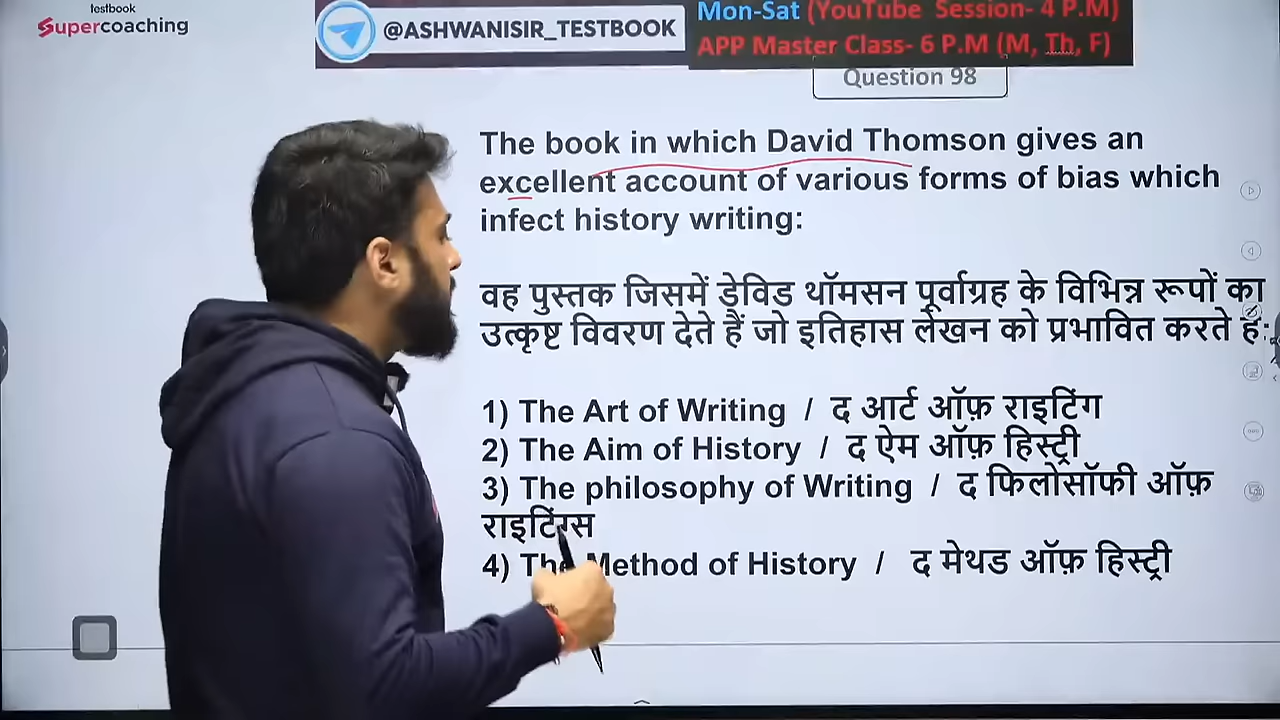 testbook
Supercoaching
@ASHWANISIR_TESTBOOK
Mon-Sat (YouTube Session- 4 P.M)
APP Master Class- 6 P.M (M, Th, F)
Question 98
The book in which David Thomson gives an
excellent account of various forms of bias which
infect history writing:
वह पुस्तक जिसमें डेविड थॉमसन पूर्वाग्रह के विभिन्न रूपों का
उत्कृष्ट विवरण देते हैं जो इतिहास लेखन को प्रभावित करते हैं:
1) The Art of Writing / द आर्ट ऑफ़ राइटिंग
2) The Aim of History / द ऐम ऑफ़ हिस्ट्री
3) The philosophy of Writing / द फिलोसॉफी ऑफ़
राइटिंग्स
4) The Method of History / द मेथड ऑफ़ हिस्ट्री